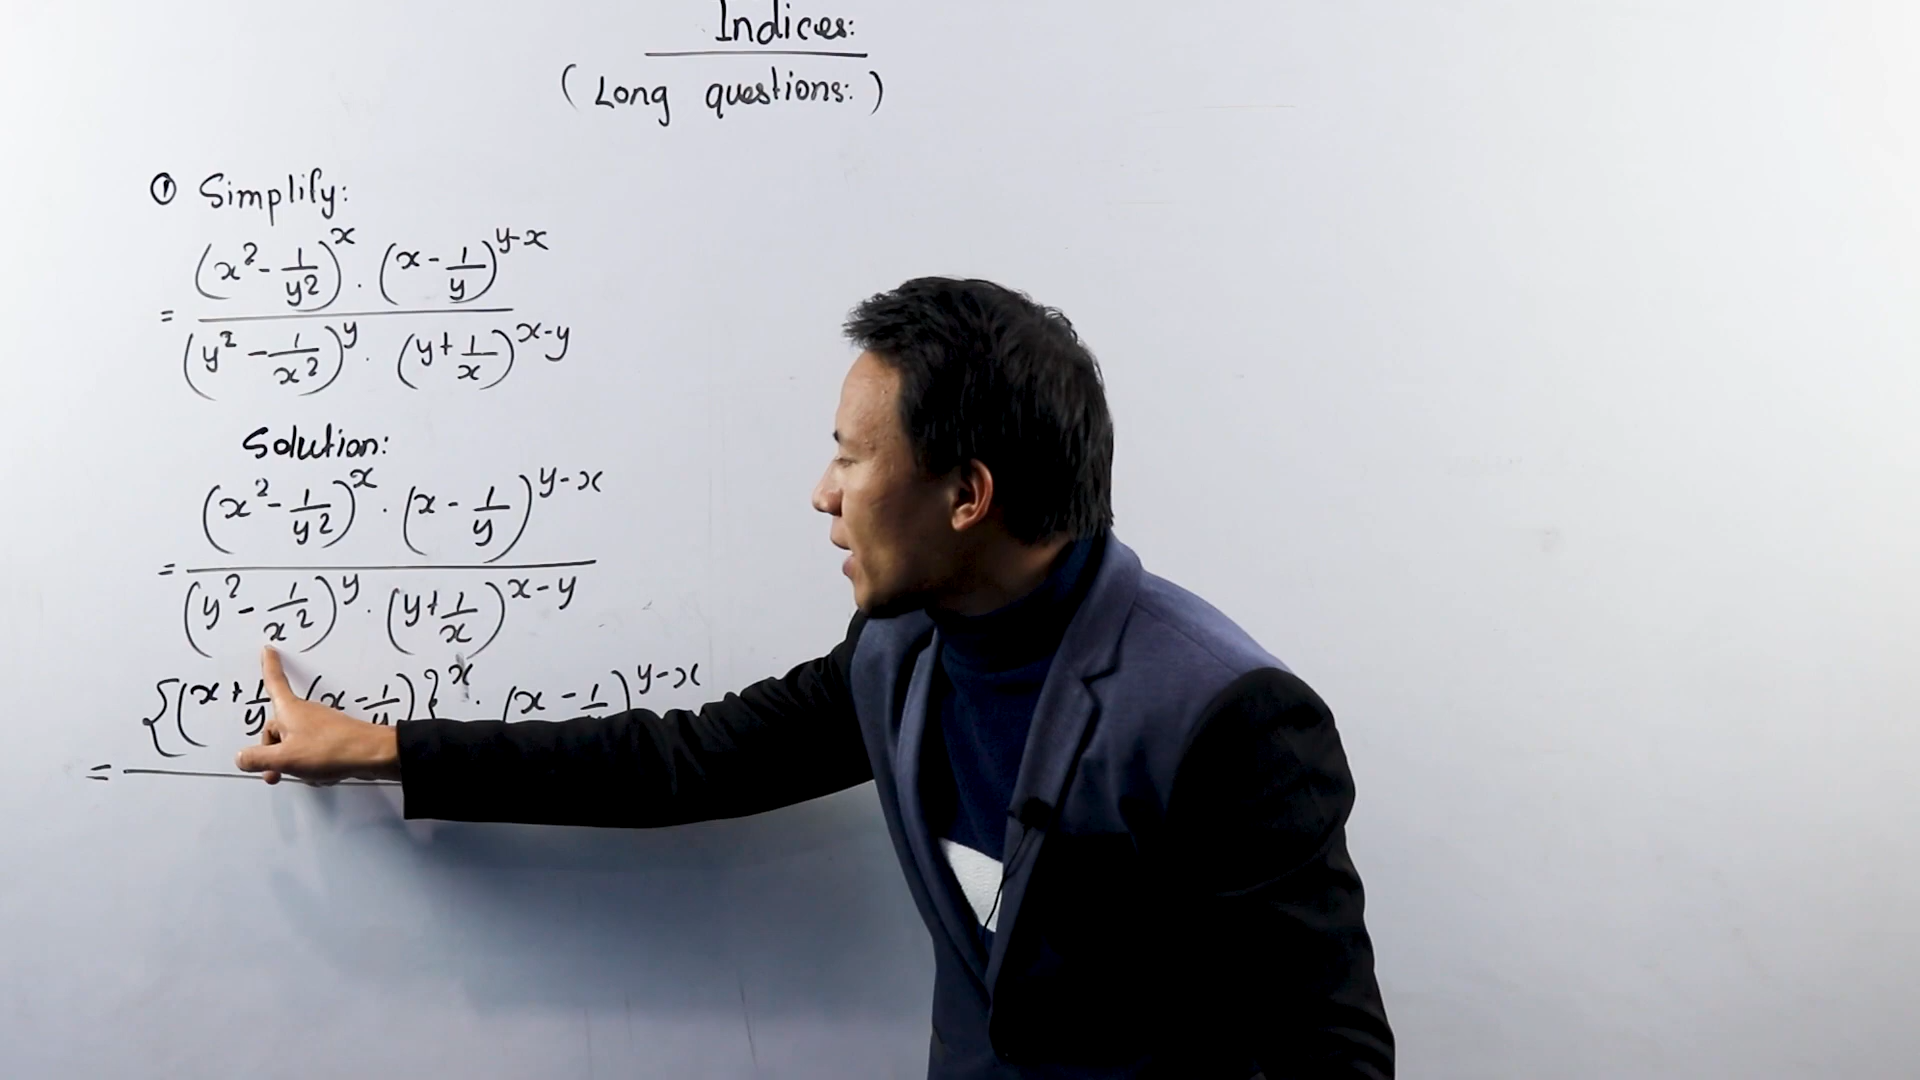 Indices:
(Long questions:)
① Simplify:
= (x² - 1/y²)^x . (x - 1/y)^(y-x)
(y² - 1/x²)^y . (y + 1/x)^(x-y)
Solution:
= (x² - 1/y²)^x . (x - 1/y)^(y-x)
(y² - 1/x²)^y . (y + 1/x)^(x-y)
= {(x + 1/y (x - 1/y)}^x . (x - 1/ )^(y-x)